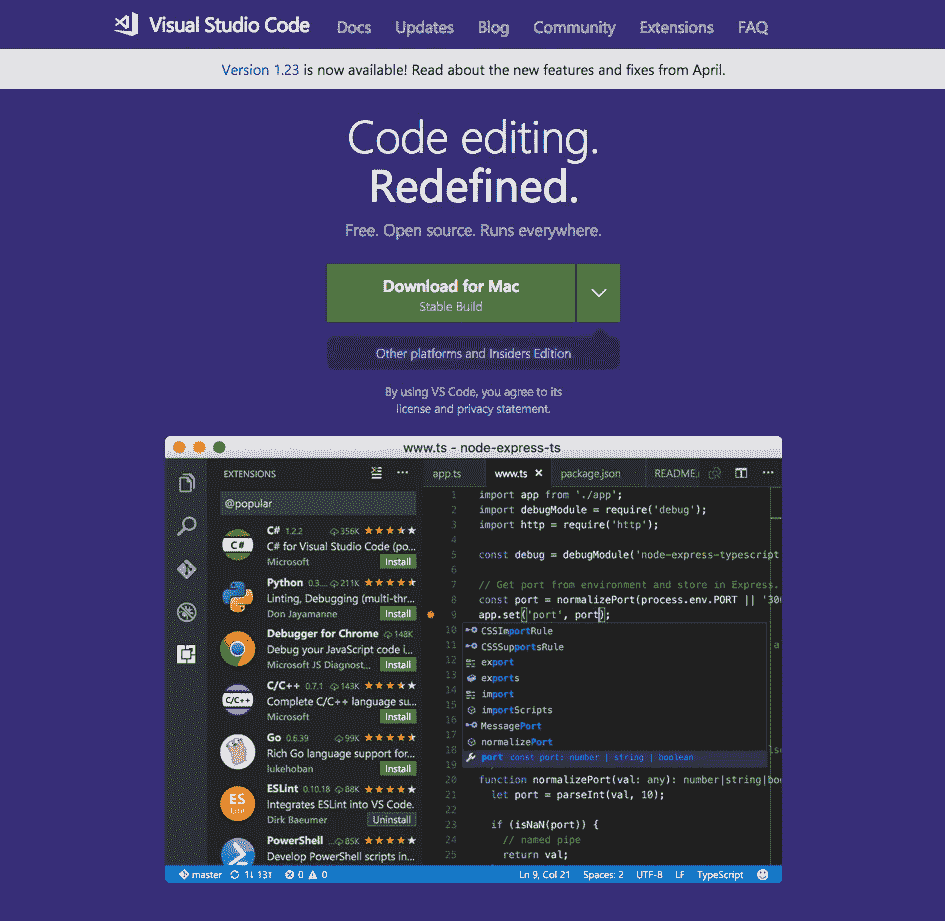 Visual Studio Code Docs Updates Blog Community Extensions FAQ
Version 1.23 is now available! Read about the new features and fixes from April.
Code editing.
Redefined.
Free. Open source. Runs everywhere.
Download for Mac
Stable Build
Other platforms and Insiders Edition
By using VS Code, you agree to its
license and privacy statement.
www.ts - node-express-ts
EXTENSIONS
@popular
C# 1.2.2 356K
C# for Visual Studio Code (po...
Microsoft Install
Python 0.3.... 211K
Linting, Debugging (multi-thr...
Don Jayamanne Install
Debugger for Chrome 148K
Debug your JavaScript code i...
Microsoft JS Diagnost... Install
C/C++ 0.7.1 143K
Complete C/C++ language su...
Microsoft Install
Go 0.6.39 99K
Rich Go language support for...
lukehoban Install
ESLint 0.10.18 88K
Integrates ESLint into VS Code.
Dirk Baeumer Uninstall
PowerShell ... 85K
Develop PowerShell scripts in...
C#
C/C++
ES
Lint
app.ts www.ts package.json README.
1 import app from './app';
2 import debugModule = require('debug');
3 import http = require('http');
4
5 const debug = debugModule('node-express-typescript
6
7 // Get port from environment and store in Express.
8 const port = normalizePort(process.env.PORT || '300
9 app.set('port', port);
10 CSSImportRule
11 CSSSupportsRule
12 export
13 exports
14 import
15 importScripts
16 MessagePort
17 normalizePort
18 port const port: number | string | boolean
19
20 function normalizePort(val: any): number|string|boo
21 let port = parseInt(val, 10);
22
23 if (isNaN(port)) {
24 // named pipe
25 return val;
master 1↓ 13↑ 0 0 Ln 9, Col 21 Spaces: 2 UTF-8 LF TypeScript